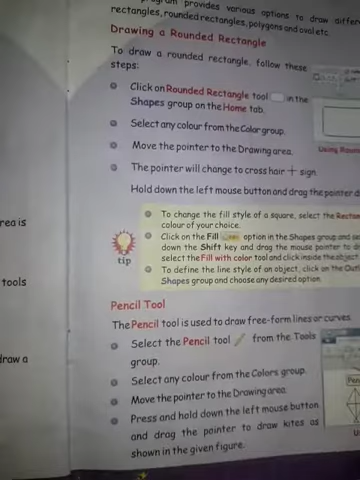 program provides various options to draw
rectangles, rounded rectangles, polygons and oval etc.
Drawing a Rounded Rectangle
To draw a rounded rectangle, follow these
steps:
Click on Rounded Rectangle tool in the
Shapes group on the Home tab.
Select any colour from the Color group.
Move the pointer to the Drawing area.
The pointer will change to cross hair + sign.
Hold down the left mouse button and drag the pointer
Using
To change the fill style of a square, select the
colour of your choice.
Click on the Fill option in the Shapes group and
down the Shift key and drag the mouse pointer to
select the Fill with color tool and click inside the object.
To define the line style of an object, click on the
Shapes group and choose any desired option.
tip
Pencil Tool
The Pencil tool is used to draw free-form lines or curves.
Select the Pencil tool from the Tools
group.
Select any colour from the Colors group.
Move the pointer to the Drawing area.
Press and hold down the left mouse button
and drag the pointer to draw kites as
shown in the given figure.
is
tools
draw a